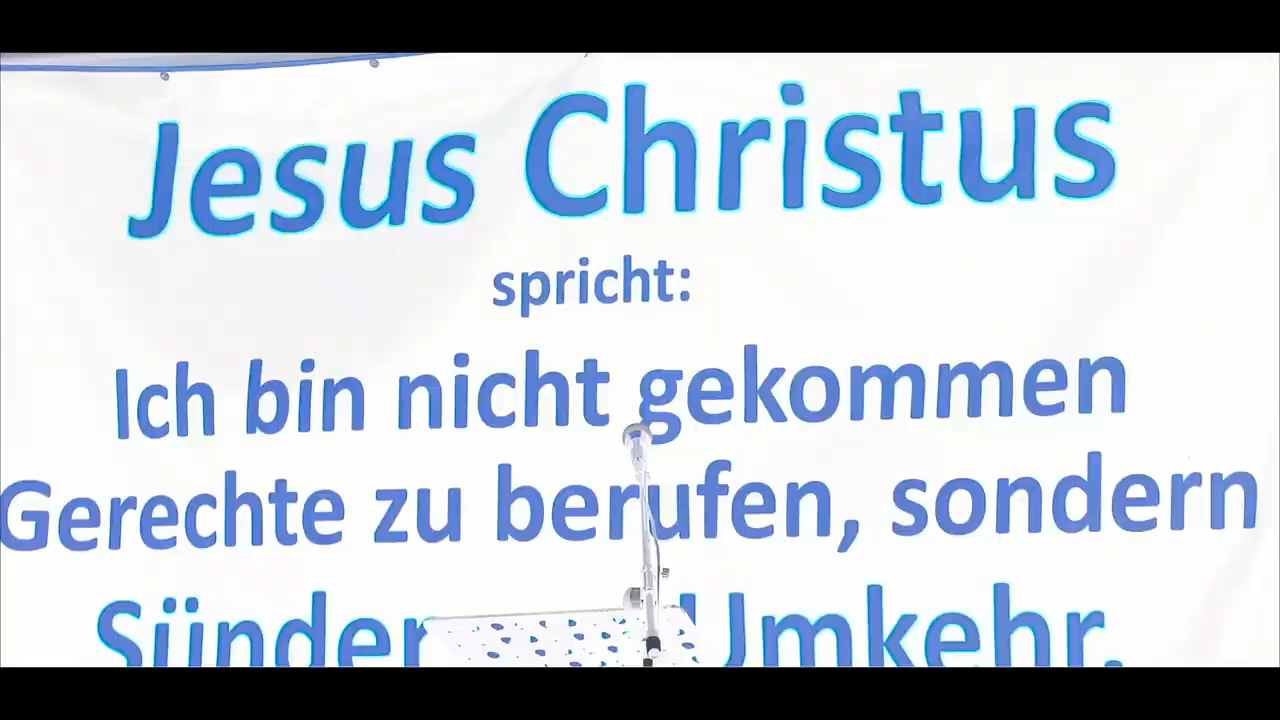 Jesus Christus
spricht:
Ich bin nicht gekommen
Gerechte zu berufen, sondern
Sünder Umkehr.